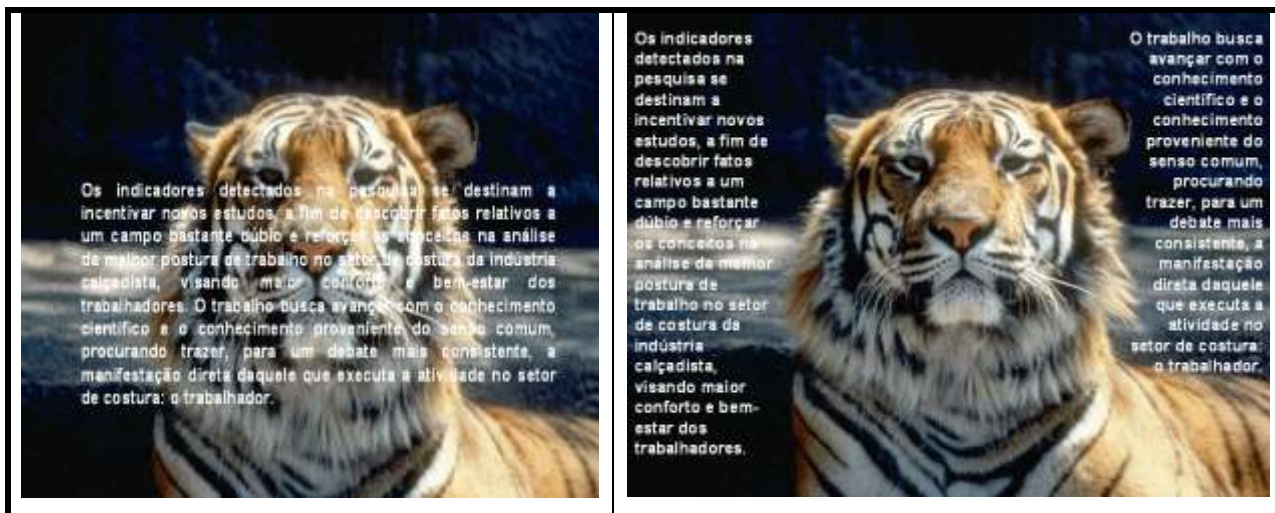 Os indicadores detectados na pesquisa se destinam a
incentivar novos estudos, a fim de descobrir fatos relativos a
um campo bastante dúbio e reforçar os conceitos na análise
de melhor postura de trabalho no setor de costura da indústria
calçadista, visando maior conforto e bem-estar dos
trabalhadores. O trabalho busca avançar com o conhecimento
científico e o conhecimento proveniente do senso comum,
procurando trazer, para um debate mais consistente, a
manifestação direta daquele que executa a atividade no setor
de costura: o trabalhador.
Os indicadores
detectados na
pesquisa se
destinam a
incentivar novos
estudos, a fim de
descobrir fatos
relativos a um
campo bastante
dúbio e reforçar
os conceitos na
análise da melhor
postura de
trabalho no setor
de costura da
indústria
calçadista,
visando maior
conforto e bem-
estar dos
trabalhadores.
O trabalho busca
avançar com o
conhecimento
científico e o
conhecimento
proveniente do
senso comum,
procurando
trazer, para um
debate mais
consistente, a
manifestação
direta daquele
que executa a
atividade no
setor de costura:
o trabalhador.